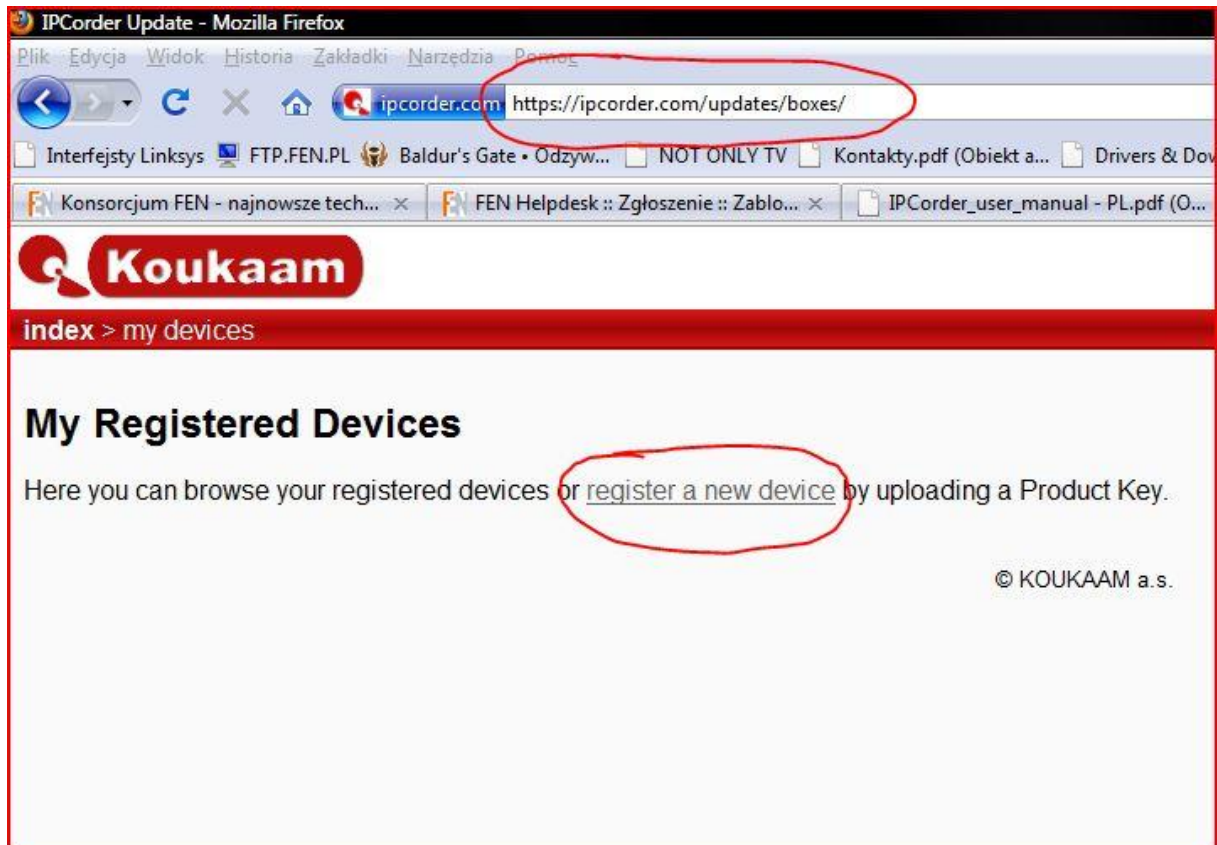 IPCorder Update - Mozilla Firefox
Plik Edycja Widok Historia Zakładki Narzędzia Pomoc
ipcorder.com https://ipcorder.com/updates/boxes/
Interfejsty Linksys FTP.FEN.PL Baldur's Gate • Odzyw... NOT ONLY TV Kontakty.pdf (Obiekt a... Drivers & Dov
Konsorcjum FEN - najnowsze tech... × FEN Helpdesk :: Zgłoszenie :: Zablo... × IPCorder_user_manual - PL.pdf (O...
Koukaam
index > my devices
My Registered Devices
Here you can browse your registered devices or register a new device by uploading a Product Key.
© KOUKAAM a.s.